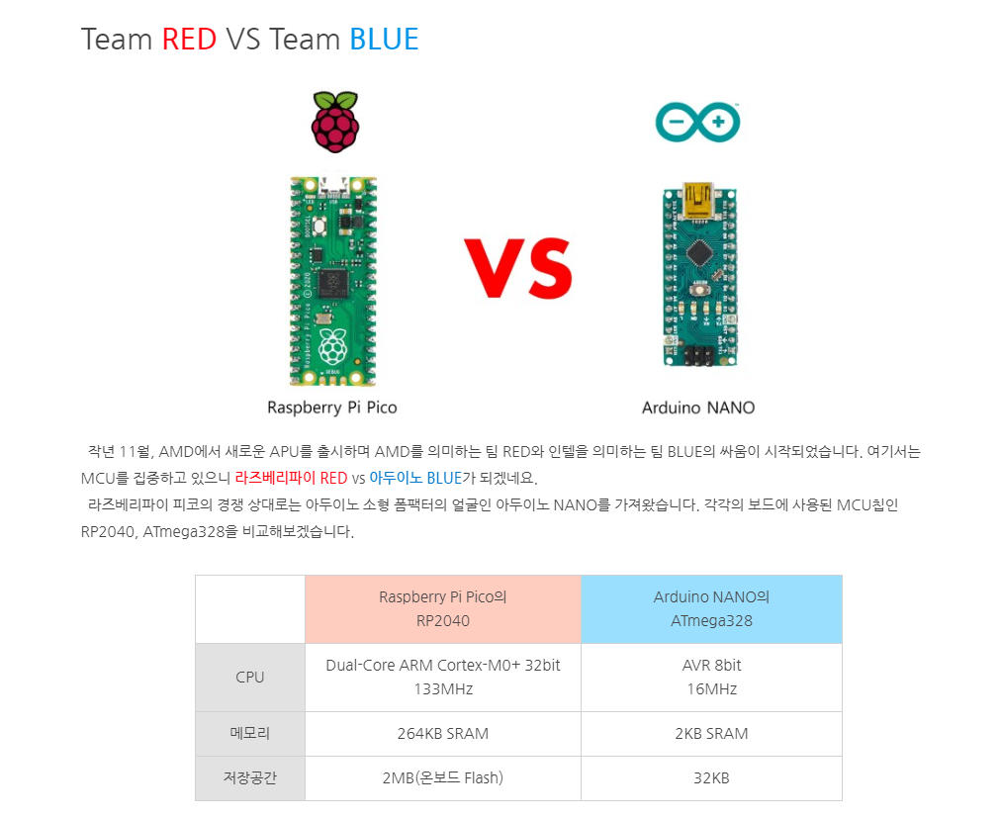 Team RED VS Team BLUE
LED USB
BOOTSEL
Raspberry Pi Pico © 2020
DEBUG
VS
Raspberry Pi Pico
Arduino NANO
작년 11월, AMD에서 새로운 APU를 출시하며 AMD를 의미하는 팀 RED와 인텔을 의미하는 팀 BLUE의 싸움이 시작되었습니다. 여기서는
MCU를 집중하고 있으니 라즈베리파이 RED vs 아두이노 BLUE가 되겠네요.
라즈베리파이 피코의 경쟁 상대로는 아두이노 소형 폼팩터의 얼굴인 아두이노 NANO를 가져왔습니다. 각각의 보드에 사용된 MCU칩인
RP2040, ATmega328을 비교해보겠습니다.
Raspberry Pi Pico의
RP2040
Arduino NANO의
ATmega328
CPU
Dual-Core ARM Cortex-M0+ 32bit
133MHz
AVR 8bit
16MHz
메모리
264KB SRAM
2KB SRAM
저장공간
2MB(온보드 Flash)
32KB